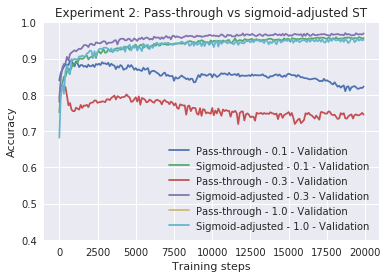 Experiment 2: Pass-through vs sigmoid-adjusted ST
1.0
0.9
0.8
0.7
0.6
0.5
0.4
Accuracy
Pass-through - 0.1 - Validation
Sigmoid-adjusted - 0.1 - Validation
Pass-through - 0.3 - Validation
Sigmoid-adjusted - 0.3 - Validation
Pass-through - 1.0 - Validation
Sigmoid-adjusted - 1.0 - Validation
0 2500 5000 7500 10000 12500 15000 17500 20000
Training steps